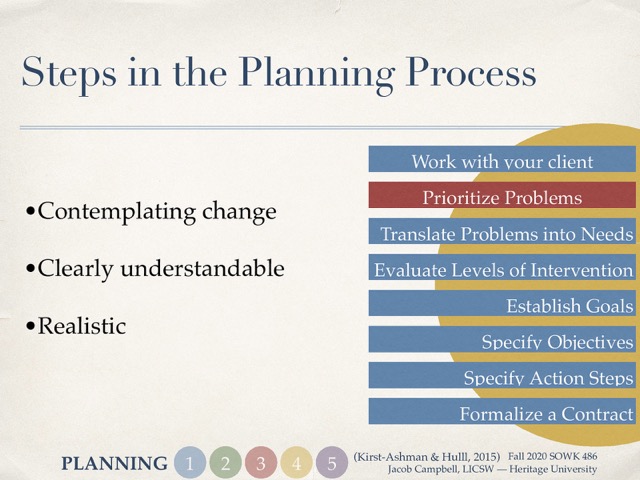 Steps in the Planning Process
•Contemplating change
•Clearly understandable
•Realistic
Work with your client
Prioritize Problems
Translate Problems into Needs
Evaluate Levels of Intervention
Establish Goals
Specify Objectives
Specify Action Steps
Formalize a Contract
PLANNING 1 2 3 4 5
(Kirst-Ashman & Hulll, 2015) Fall 2020 SOWK 486
Jacob Campbell, LICSW — Heritage University